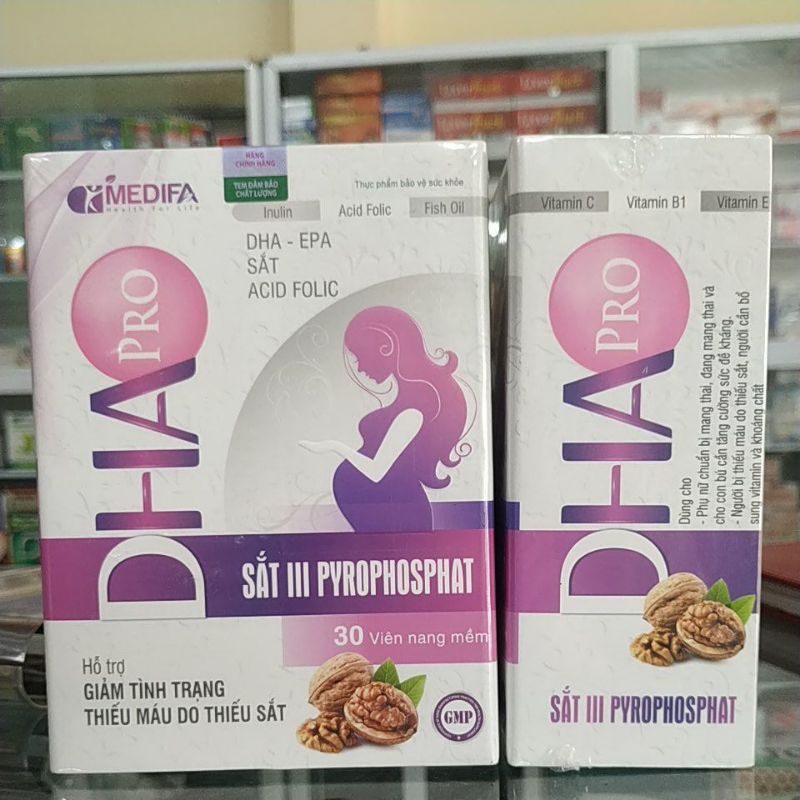 MEDIFA
Health For Life
HÀNG
CHÍNH HÃNG
TEM ĐẢM BẢO
CHẤT LƯỢNG
Thực phẩm bảo vệ sức khỏe
Inulin Acid Folic Fish Oil
DHA - EPA
SẮT
ACID FOLIC
DHA PRO
SẮT III PYROPHOSPHAT
30 Viên nang mềm
Hỗ trợ
GIẢM TÌNH TRẠNG
THIẾU MÁU DO THIẾU SẮT
GMP
Vitamin C Vitamin B1 Vitamin E
DHA PRO
Dùng cho
- Phụ nữ chuẩn bị mang thai, đang mang thai và
cho con bú cần tăng cường sức đề kháng.
- Người bị thiếu máu do thiếu sắt, người cần bổ
sung vitamin và khoáng chất
SẮT III PYROPHOSPHAT